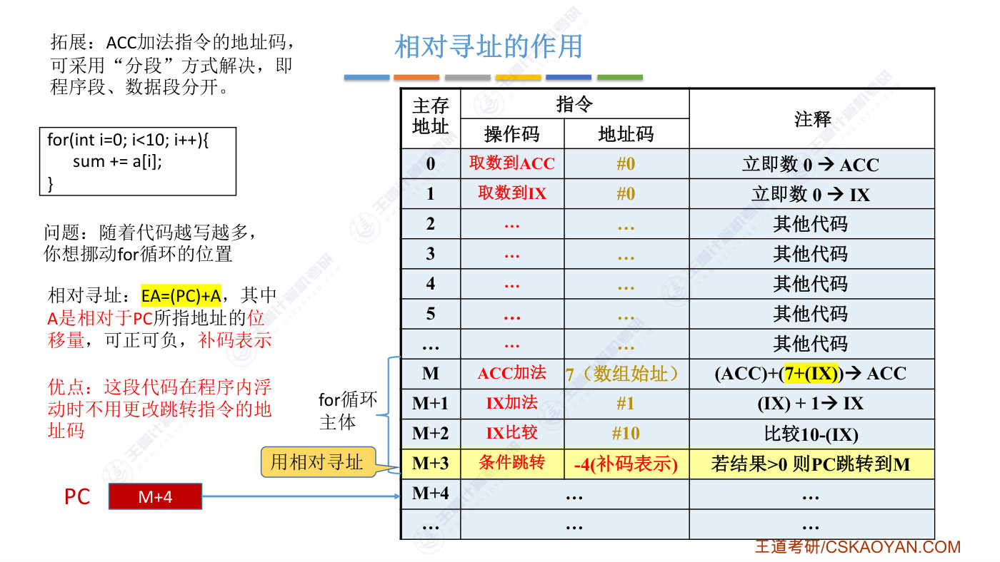 相对寻址的作用
拓展：ACC加法指令的地址码，
可采用“分段”方式解决，即
程序段、数据段分开。
for(int i=0; i<10; i++){
sum += a[i];
}
问题：随着代码越写越多，
你想挪动for循环的位置
相对寻址：EA=(PC)+A，其中
A是相对于PC所指地址的位
移量，可正可负，补码表示
优点：这段代码在程序内浮
动时不用更改跳转指令的地
址码
for循环
主体
用相对寻址
PC M+4
主存地址 指令 注释
操作码 地址码
0 取数到ACC #0 立即数 0 → ACC
1 取数到IX #0 立即数 0 → IX
2 … … 其他代码
3 … … 其他代码
4 … … 其他代码
5 … … 其他代码
… … … 其他代码
M ACC加法 7（数组始址） (ACC)+(7+(IX))→ ACC
M+1 IX加法 #1 (IX) + 1→ IX
M+2 IX比较 #10 比较10-(IX)
M+3 条件跳转 -4(补码表示) 若结果>0 则PC跳转到M
M+4 … …
… … …
王道考研/CSKAOYAN.COM